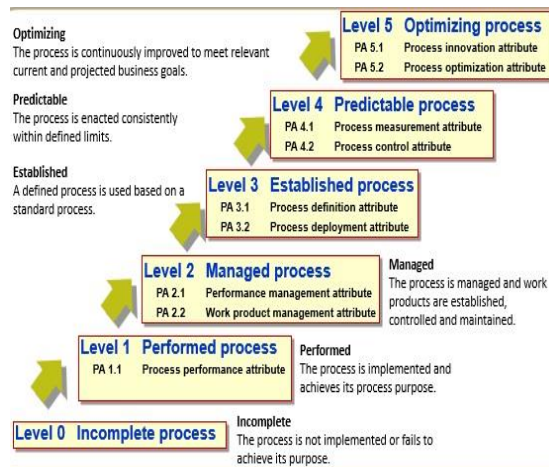 Level 5 Optimizing process
PA 5.1 Process innovation attribute
PA 5.2 Process optimization attribute
Optimizing
The process is continuously improved to meet relevant
current and projected business goals.
Level 4 Predictable process
PA 4.1 Process measurement attribute
PA 4.2 Process control attribute
Predictable
The process is enacted consistently
within defined limits.
Level 3 Established process
PA 3.1 Process definition attribute
PA 3.2 Process deployment attribute
Established
A defined process is used based on a
standard process.
Level 2 Managed process
PA 2.1 Performance management attribute
PA 2.2 Work product management attribute
Managed
The process is managed and work
products are established,
controlled and maintained.
Level 1 Performed process
PA 1.1 Process performance attribute
Performed
The process is implemented and
achieves its process purpose.
Level 0 Incomplete process
Incomplete
The process is not implemented or fails to
achieve its purpose.